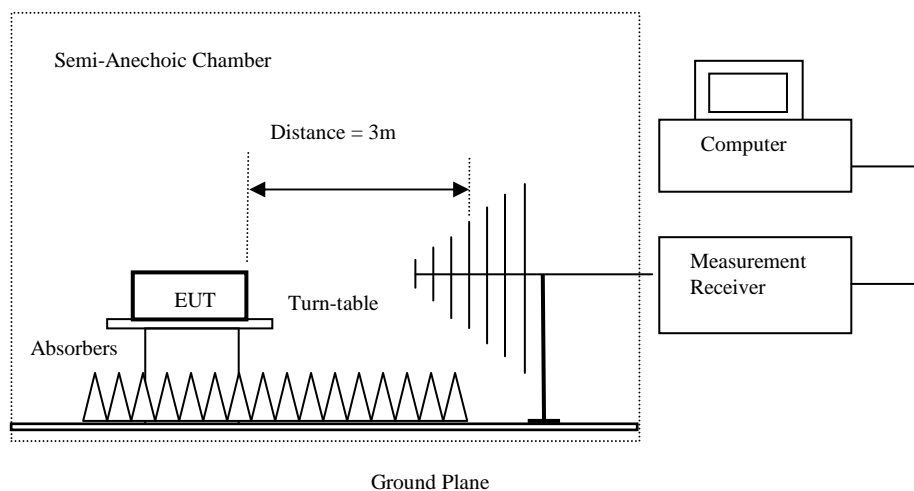 Semi-Anechoic Chamber
Distance = 3m
Computer
Measurement
Receiver
EUT
Turn-table
Absorbers
Ground Plane